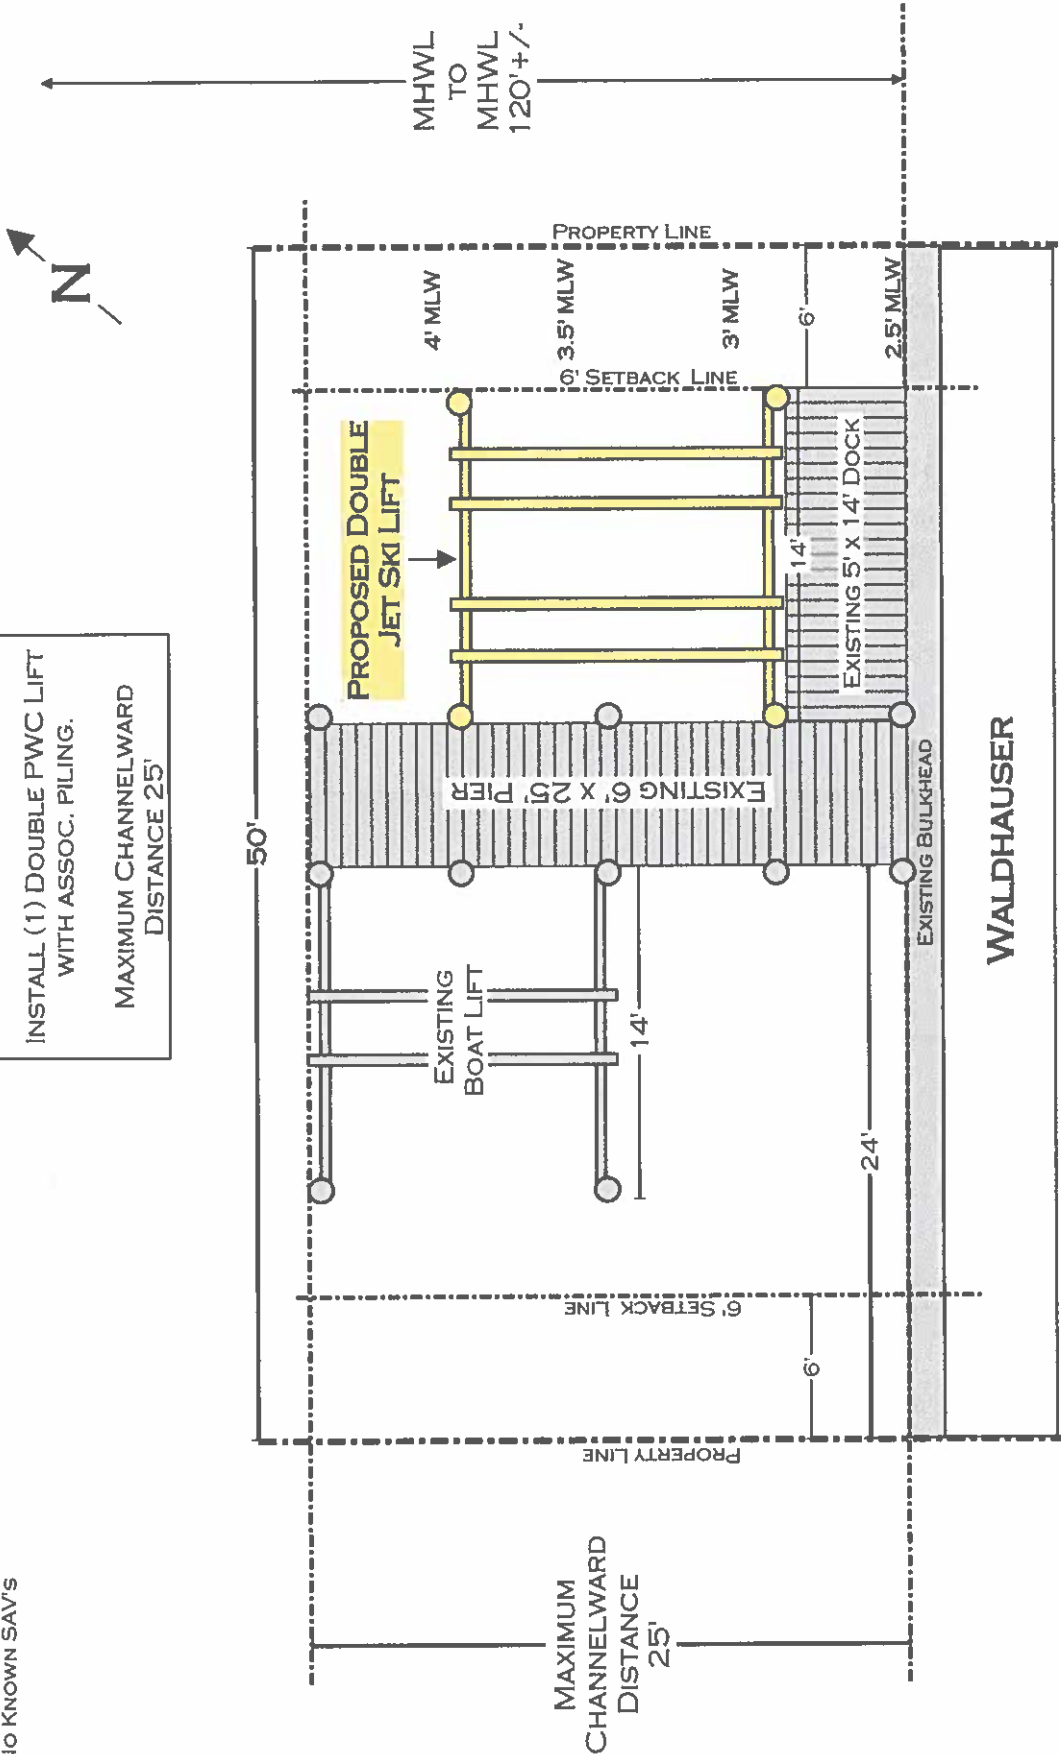 IO KNOWN SAV'S
INSTALL (1) DOUBLE PWC LIFT
WITH ASSOC. PILING.
MAXIMUM CHANNELWARD
DISTANCE 25'
N
MHWL
TO
MHWL
120'+/-
50'
PROPERTY LINE
4' MLW
3.5' MLW
3' MLW
2.5' MLW
6' SETBACK LINE
6'
PROPOSED DOUBLE
JET SKI LIFT
14'
EXISTING 5' X 14' DOCK
EXISTING 6' X 25' PIER
EXISTING
BOAT LIFT
14'
24'
6' SETBACK LINE
6'
PROPERTY LINE
MAXIMUM
CHANNELWARD
DISTANCE
25'
EXISTING BULKHEAD
WALDHAUSER